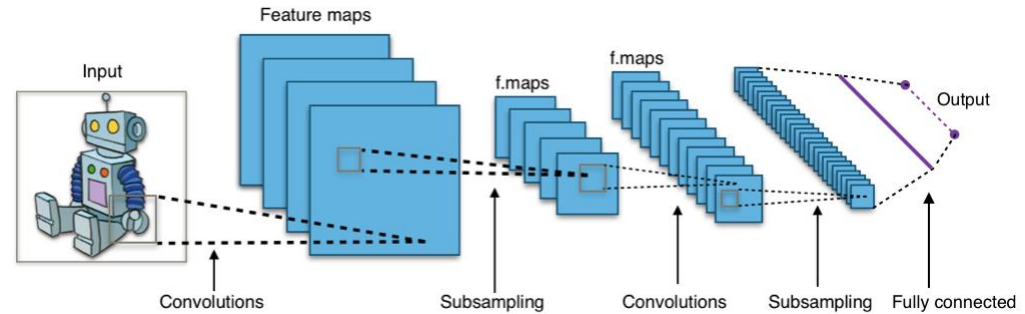 Feature maps
f.maps
Input
f.maps
Output
Convolutions
Subsampling
Convolutions
Subsampling
Fully connected